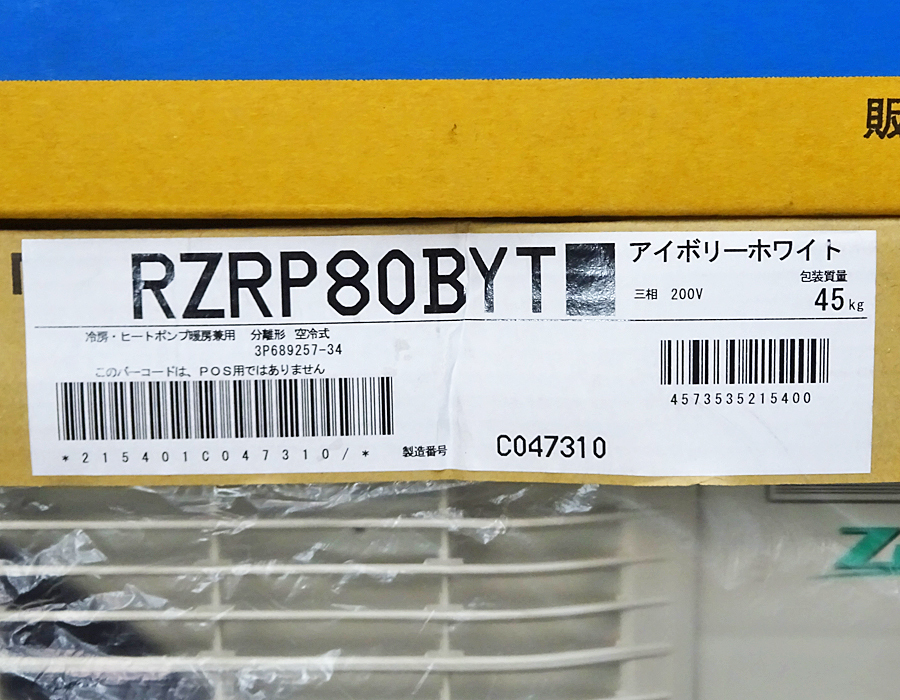 販
RZRP80BYT■
アイボリーホワイト
三相 200V
包装質量
45kg
冷房・ヒートポンプ暖房兼用 分離形 空冷式
3P689257-34
このバーコードは、POS用ではありません
*215401C047310/*
製造番号 C047310
4573535215400